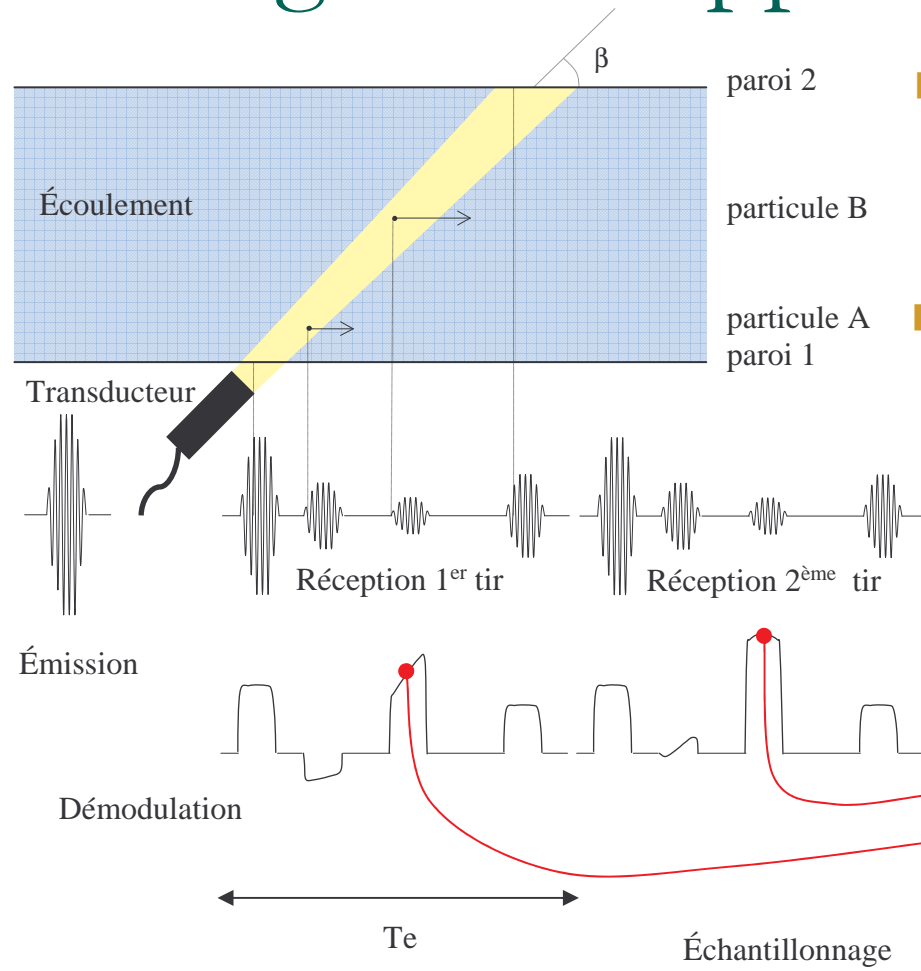 β
paroi 2
Écoulement
particule B
particule A
paroi 1
Transducteur
Réception 1er tir
Réception 2ème tir
Émission
Démodulation
Te
Échantillonnage